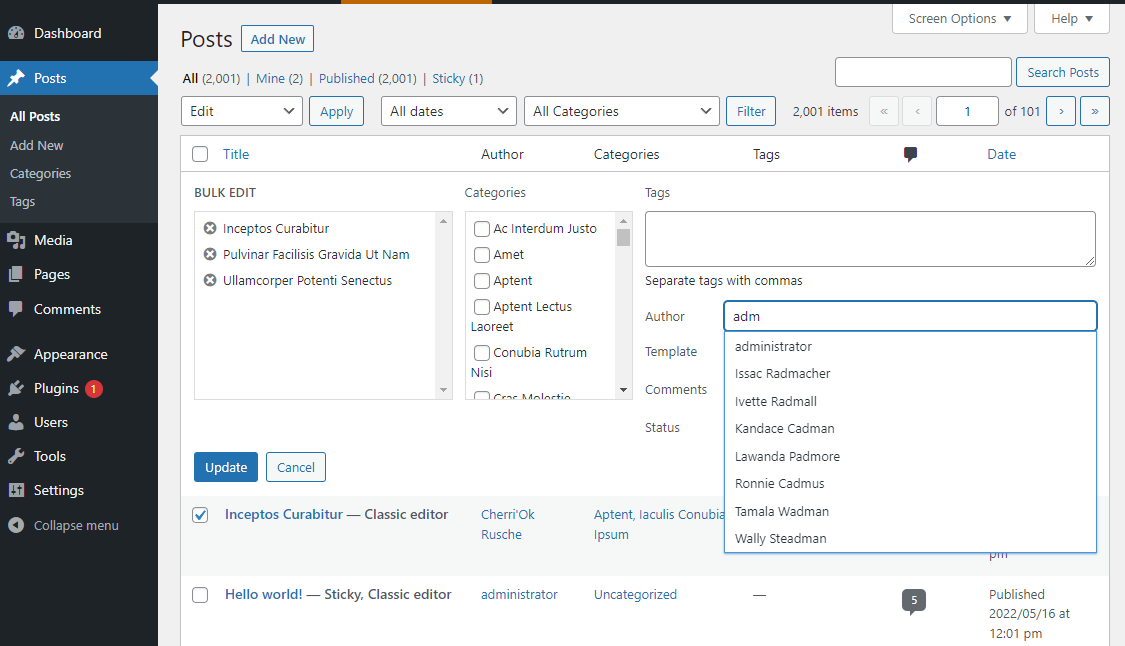 Dashboard
Posts
All Posts
Add New
Categories
Tags
Media
Pages
Comments
Appearance
Plugins 1
Users
Tools
Settings
Collapse menu
Screen Options ▼
Help ▼
Posts Add New
All (2,001) | Mine (2) | Published (2,001) | Sticky (1)
Search Posts
Edit Apply All dates All Categories Filter 2,001 items « ‹ 1 of 101 › »
Title Author Categories Tags Date
BULK EDIT
Inceptos Curabitur
Pulvinar Facilisis Gravida Ut Nam
Ullamcorper Potenti Senectus
Categories
Ac Interdum Justo
Amet
Aptent
Aptent Lectus
Laoreet
Conubia Rutrum
Nisi
Cras Molestie
Tags
Separate tags with commas
Author adm
administrator
Issac Radmacher
Ivette Radmall
Kandace Cadman
Lawanda Padmore
Ronnie Cadmus
Tamala Wadman
Wally Steadman
Template
Comments
Status
Update Cancel
Inceptos Curabitur — Classic editor
Cherri'Ok
Rusche
Aptent, Iaculis Conubia
Ipsum
pm
Hello world! — Sticky, Classic editor
administrator
Uncategorized
—
5
Published
2022/05/16 at
12:01 pm